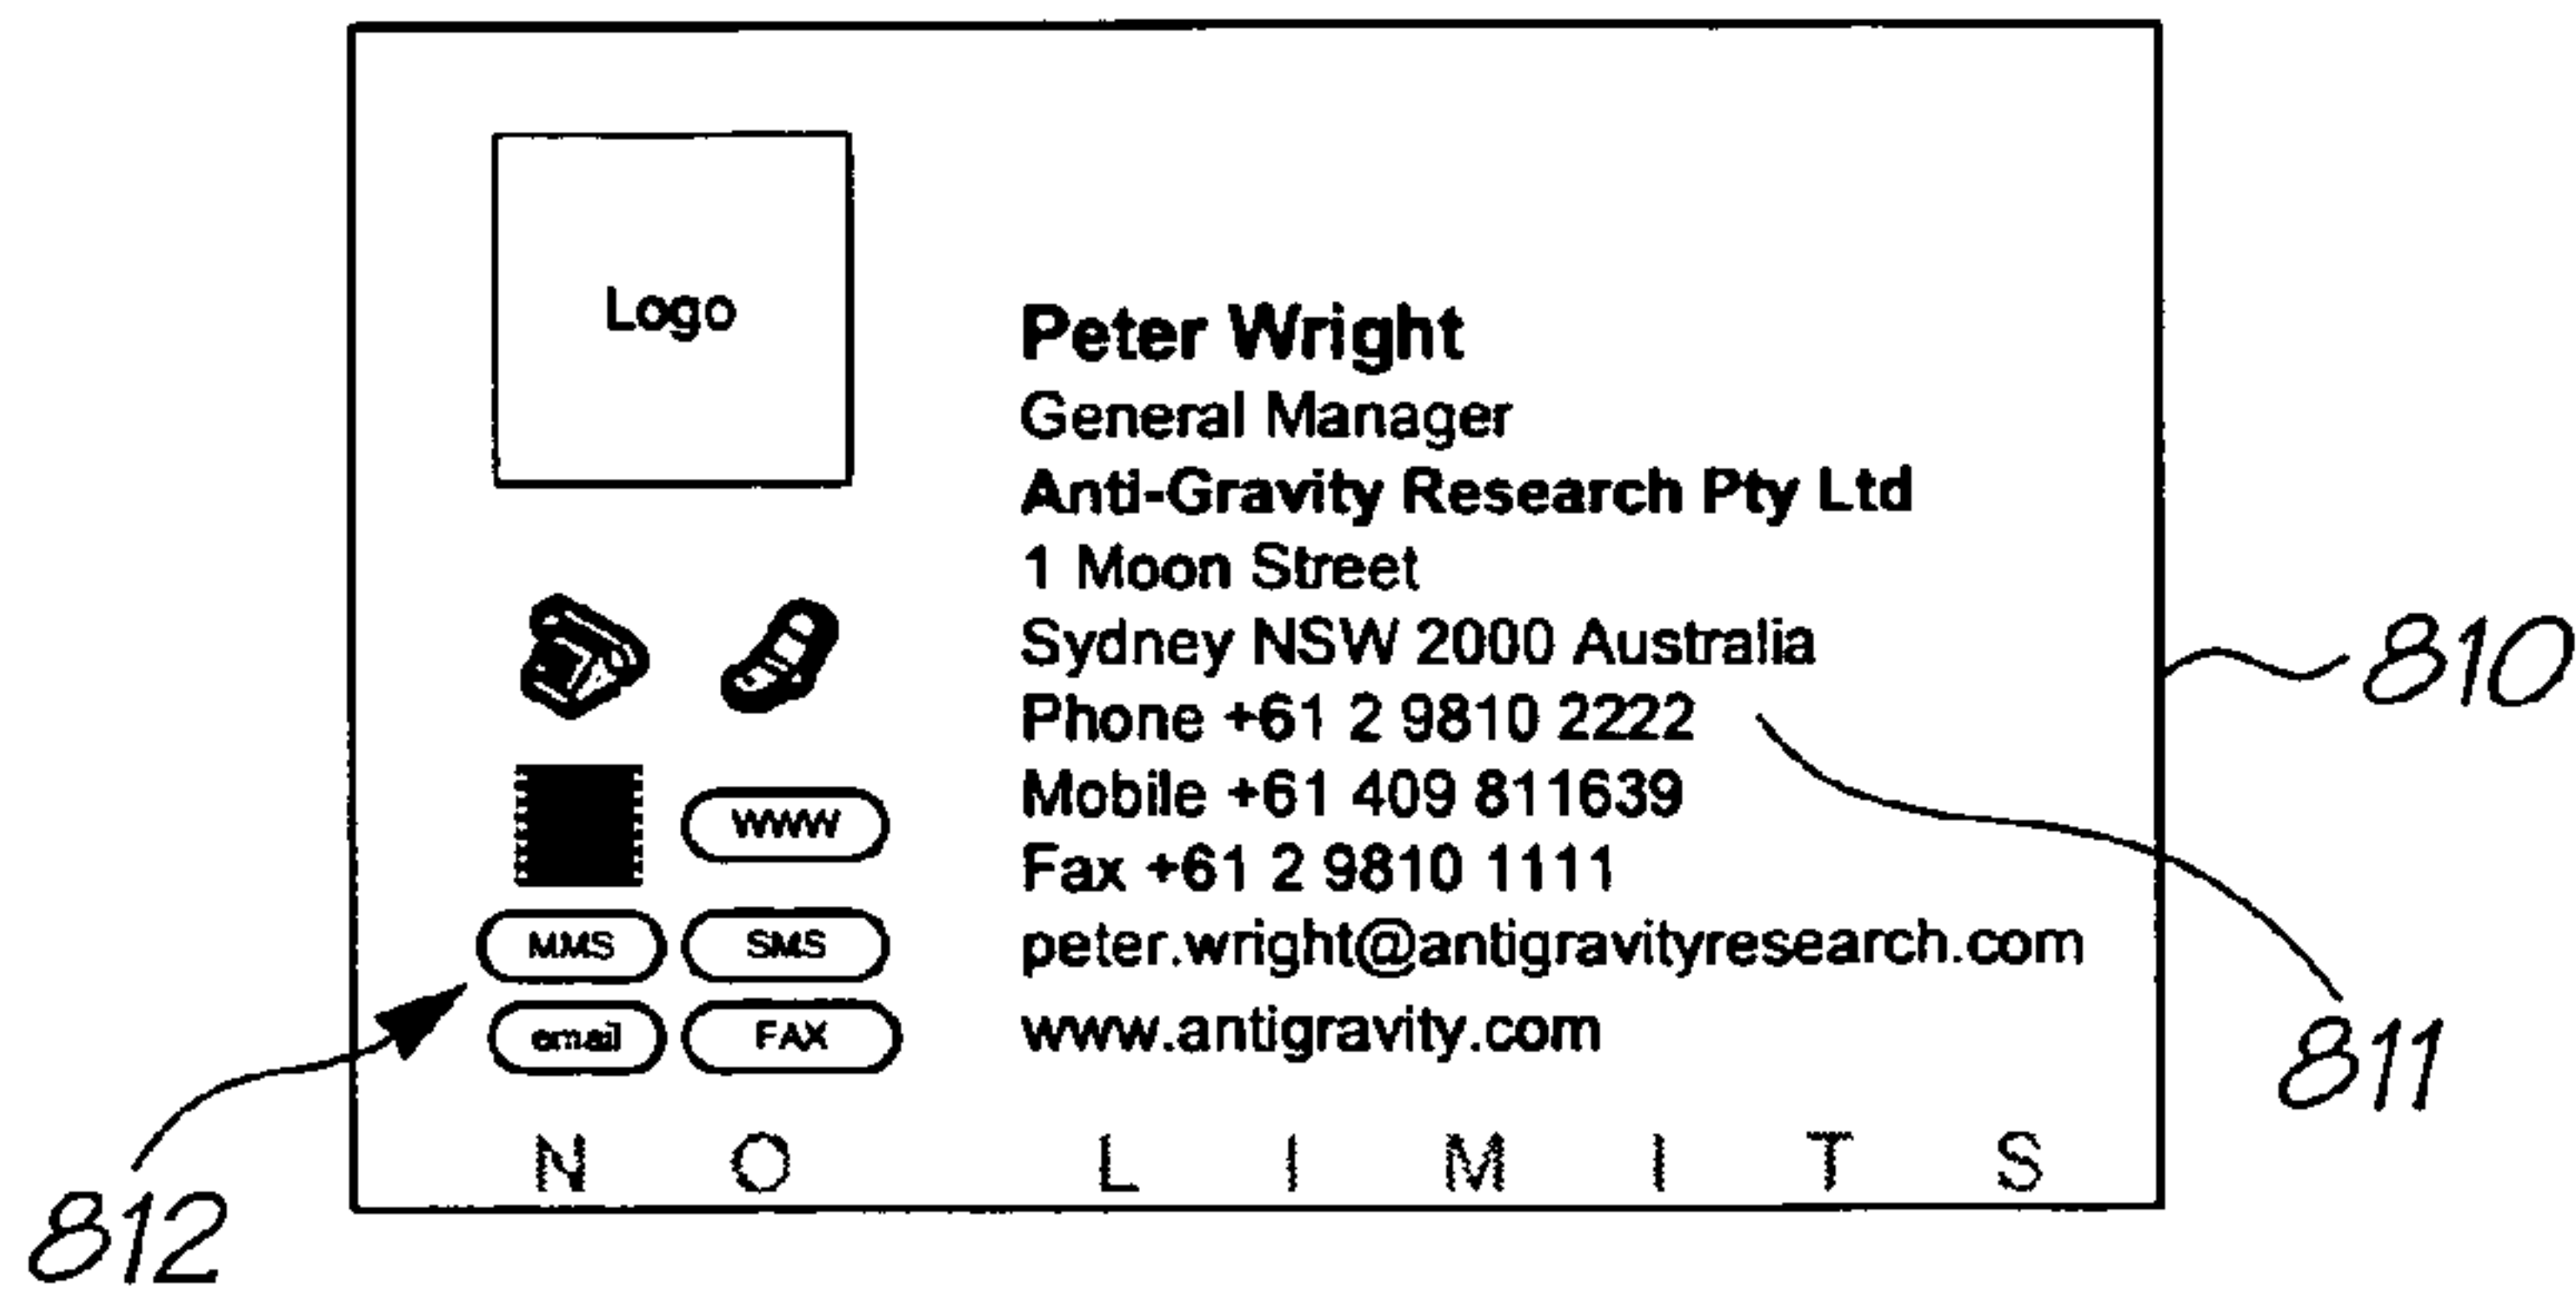 Logo
Peter Wright
General Manager
Anti-Gravity Research Pty Ltd
1 Moon Street
Sydney NSW 2000 Australia
Phone +61 2 9810 2222
Mobile +61 409 811639
Fax +61 2 9810 1111
peter.wright@antigravityresearch.com
www.antigravity.com
WWW
MMS SMS
email FAX
N O L I M I T S
810
811
812